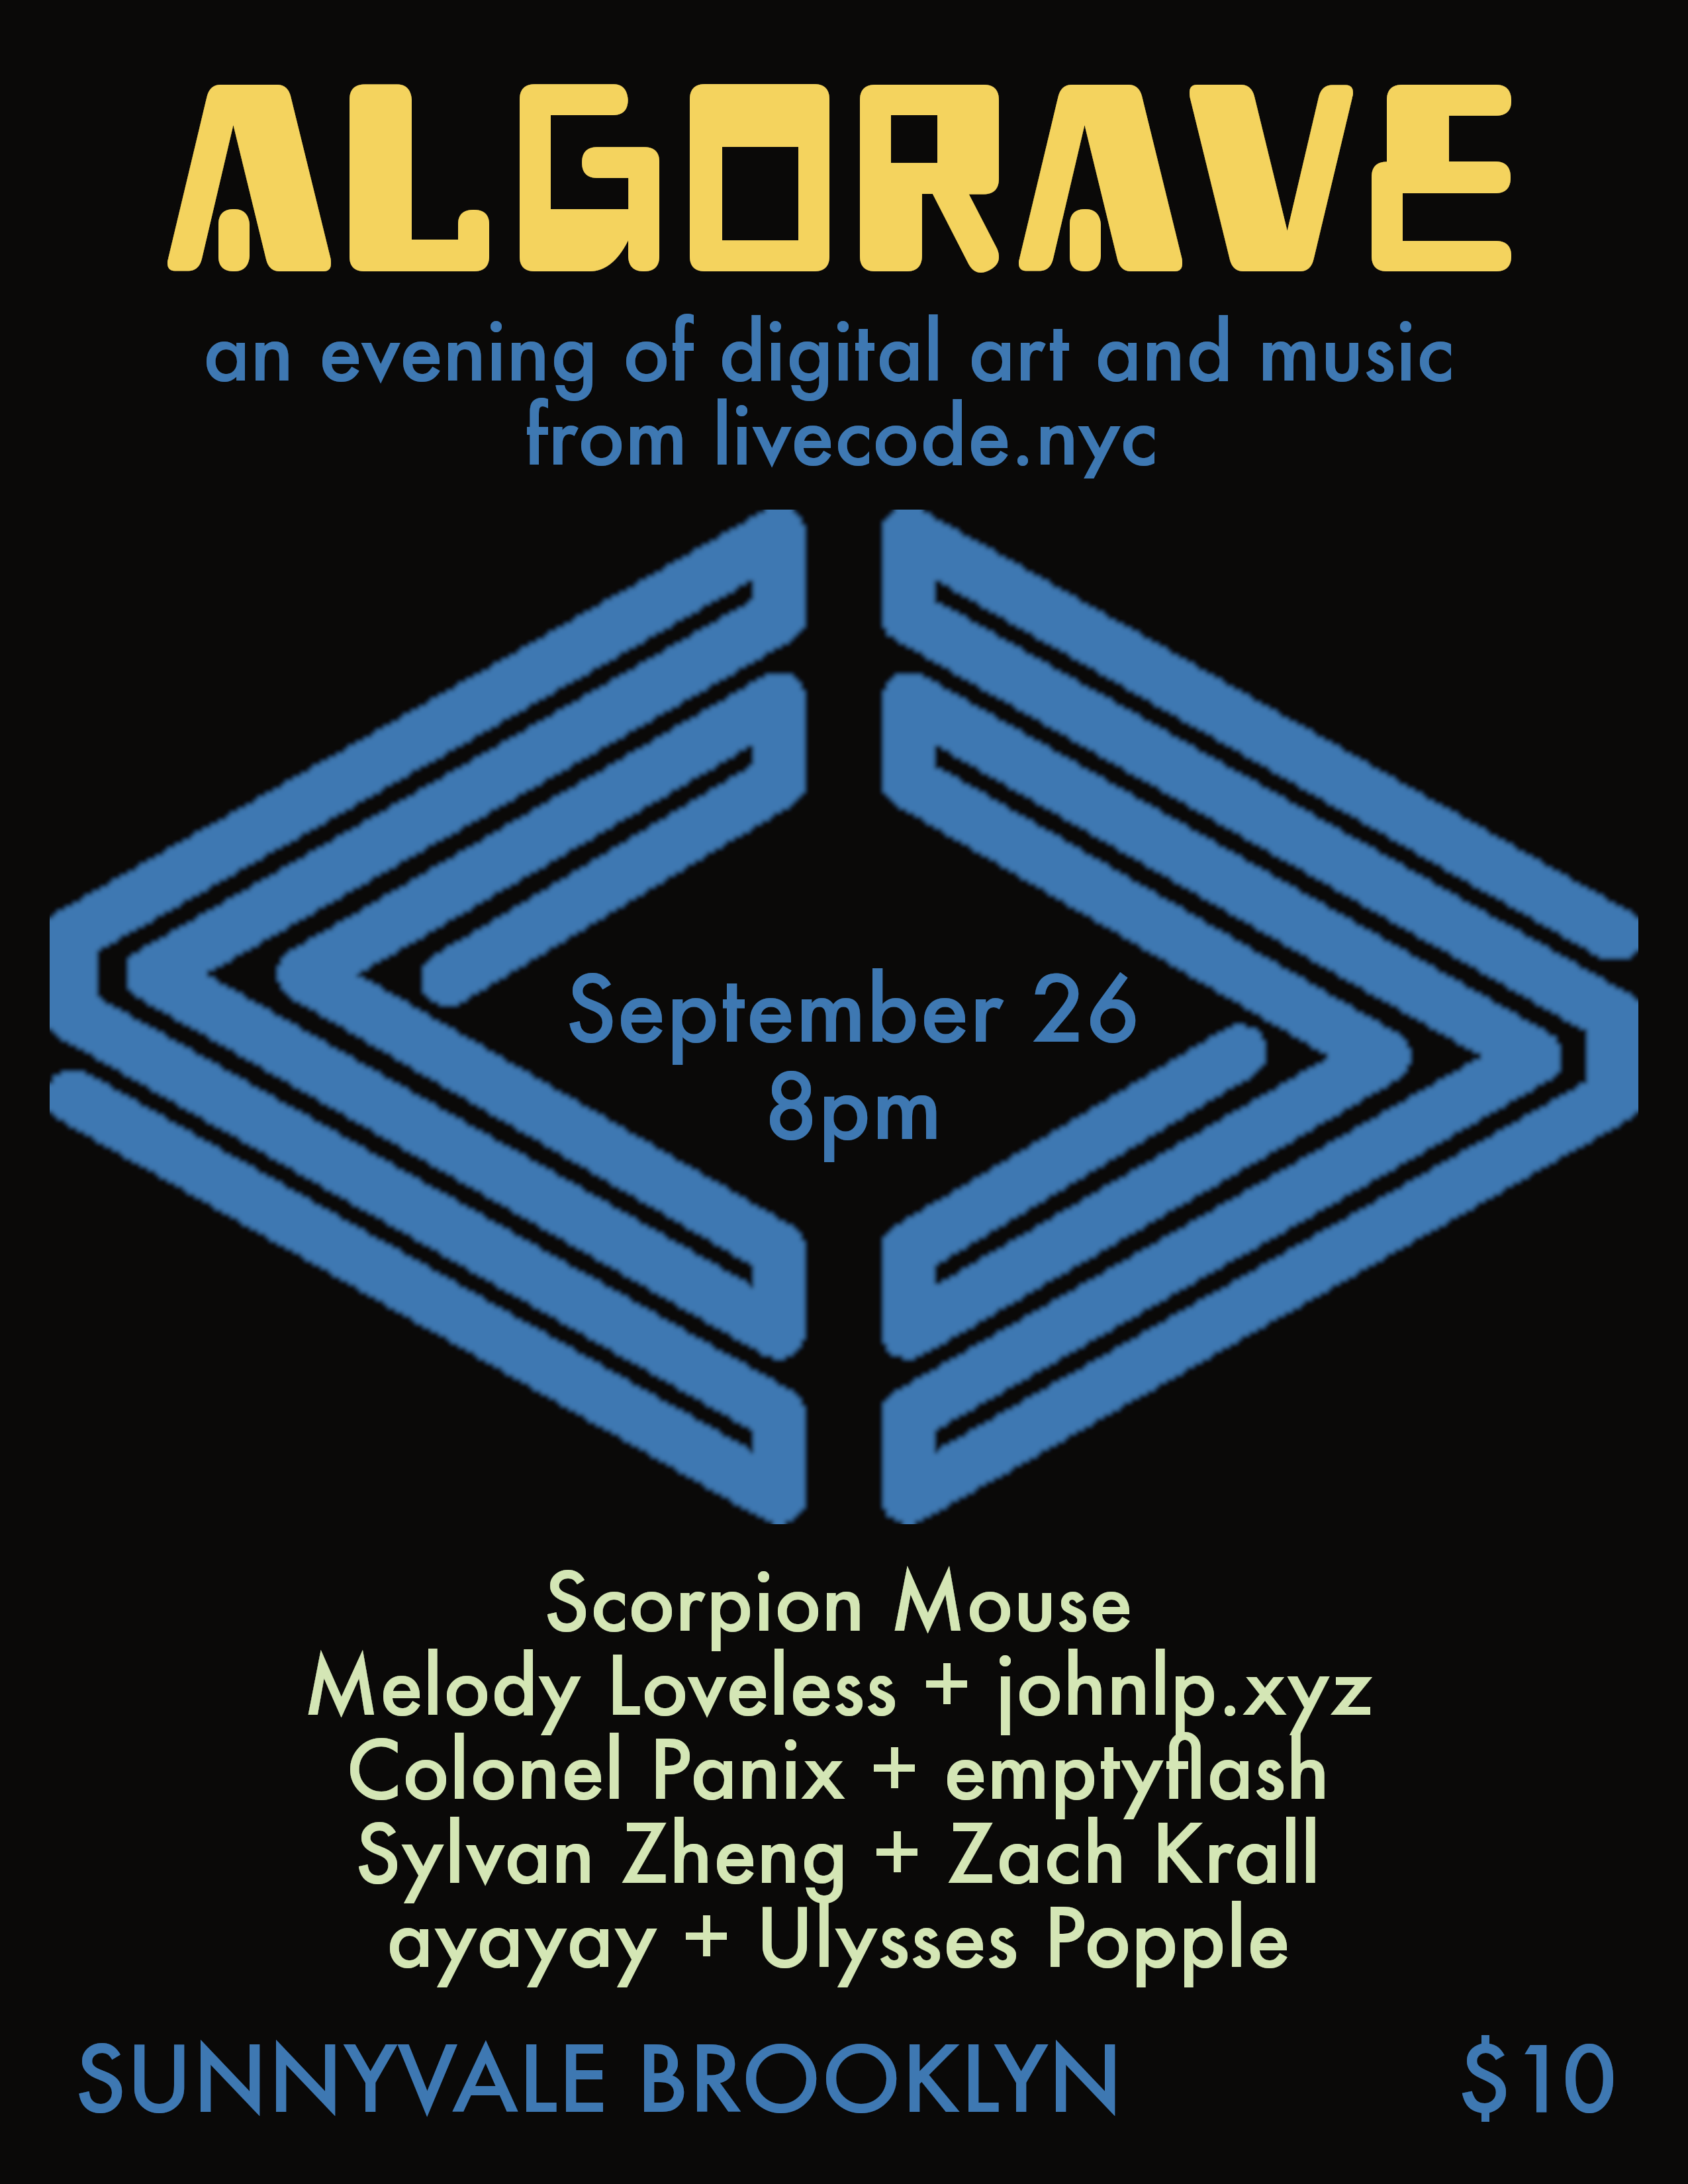 ALGORAVE
an evening of digital art and music
from livecode.nyc
September 26
8pm
Scorpion Mouse
Melody Loveless + johnlp.xyz
Colonel Panix + emptyflash
Sylvan Zheng + Zach Krall
ayayay + Ulysses Popple
SUNNYVALE BROOKLYN $10